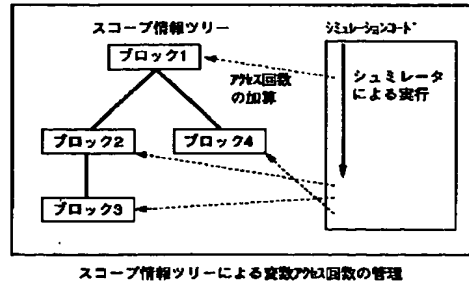 スコープ情報ツリー
シミュレーションコード
ブロック1
アクセス回数
の加算
シュミレータ
による実行
ブロック2
ブロック4
ブロック3
スコープ情報ツリーによる変数アクセス回数の管理